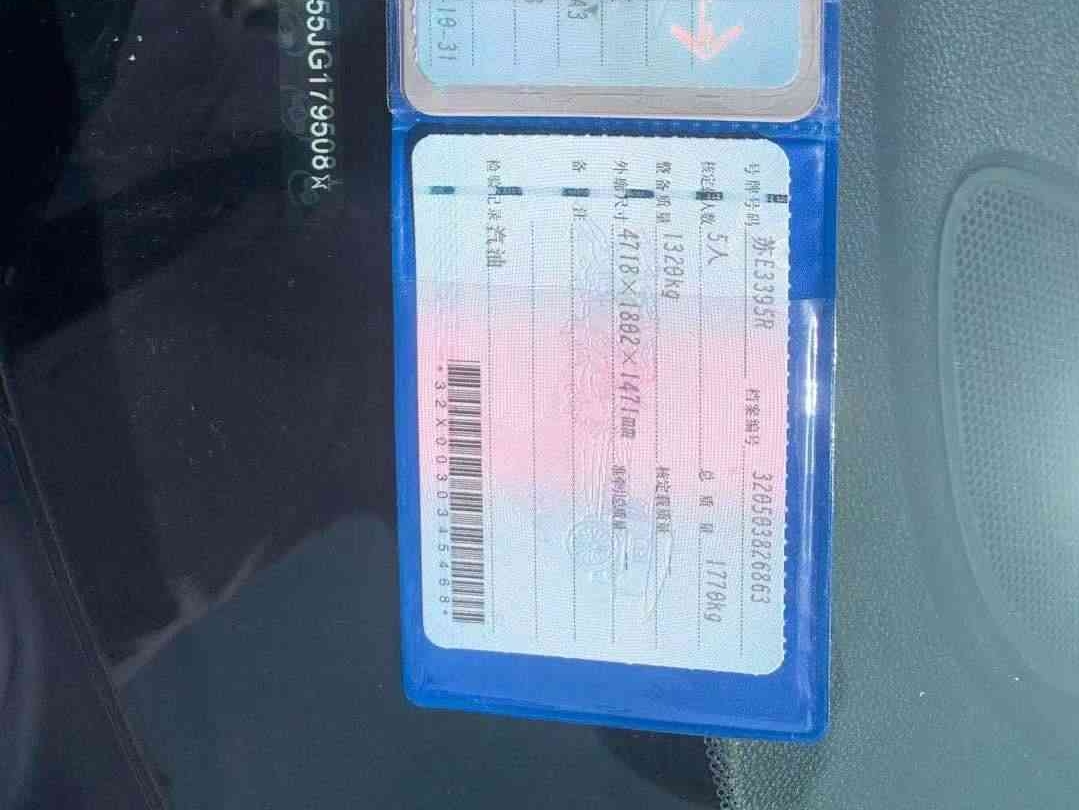 55JG179508
10-31
A3
号牌号码 苏E3395R 档案编号 320503826863
核定载人数 5人 总质量 1770kg
整备质量 1320kg 核定载质量
外廓尺寸 4718×1802×1471mm 准牵引总质量
备注
检验记录 汽油
*32X0030345468*